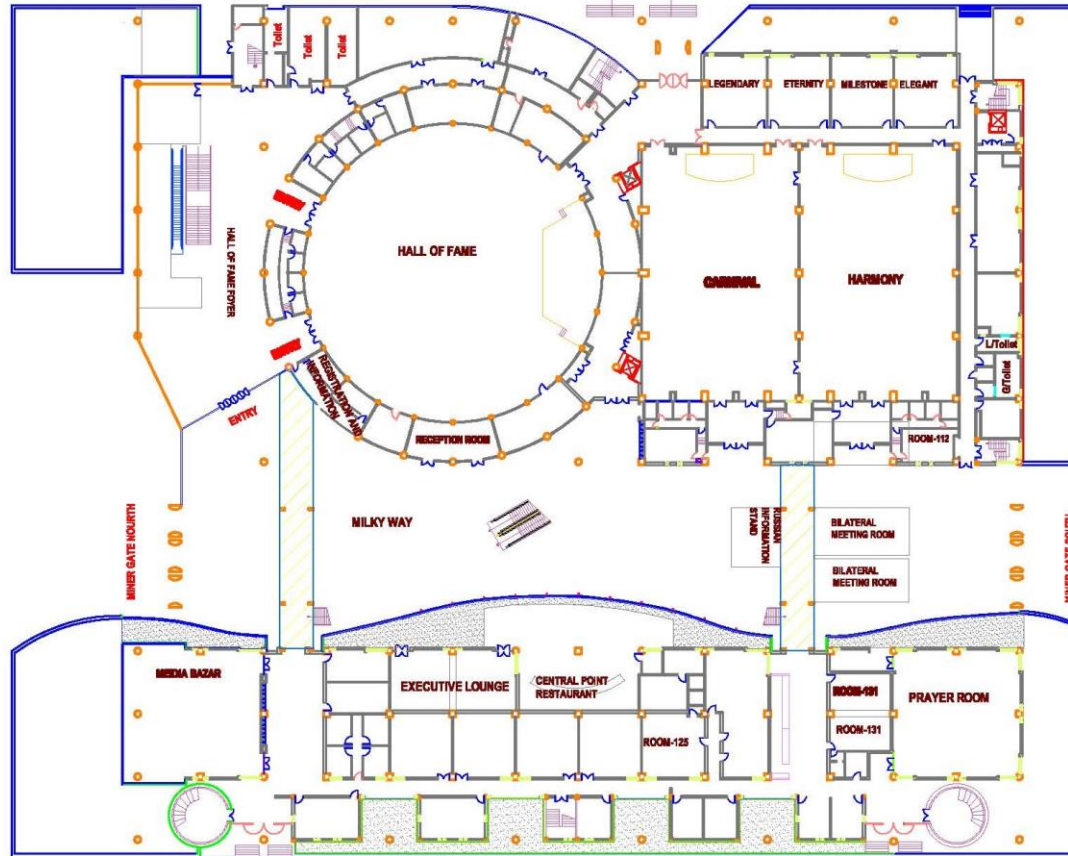 Toilet
Toilet
Toilet
LEGENDARY
ETERNITY
MILESTONE
ELEGANT
HALL OF FAME FOYER
HALL OF FAME
CARNIVAL
HARMONY
L/Toilet
G/Toilet
REGISTRATION AND
INFORMATION
ENTRY
RECEPTION ROOM
ROOM-112
MINER GATE NOURTH
MILKY WAY
RUSSIAN
INFORMATION
STAND
BILATERAL
MEETING ROOM
BILATERAL
MEETING ROOM
MEDIA BAZAR
EXECUTIVE LOUNGE
CENTRAL POINT
RESTAURANT
ROOM-125
ROOM-131
ROOM-131
PRAYER ROOM